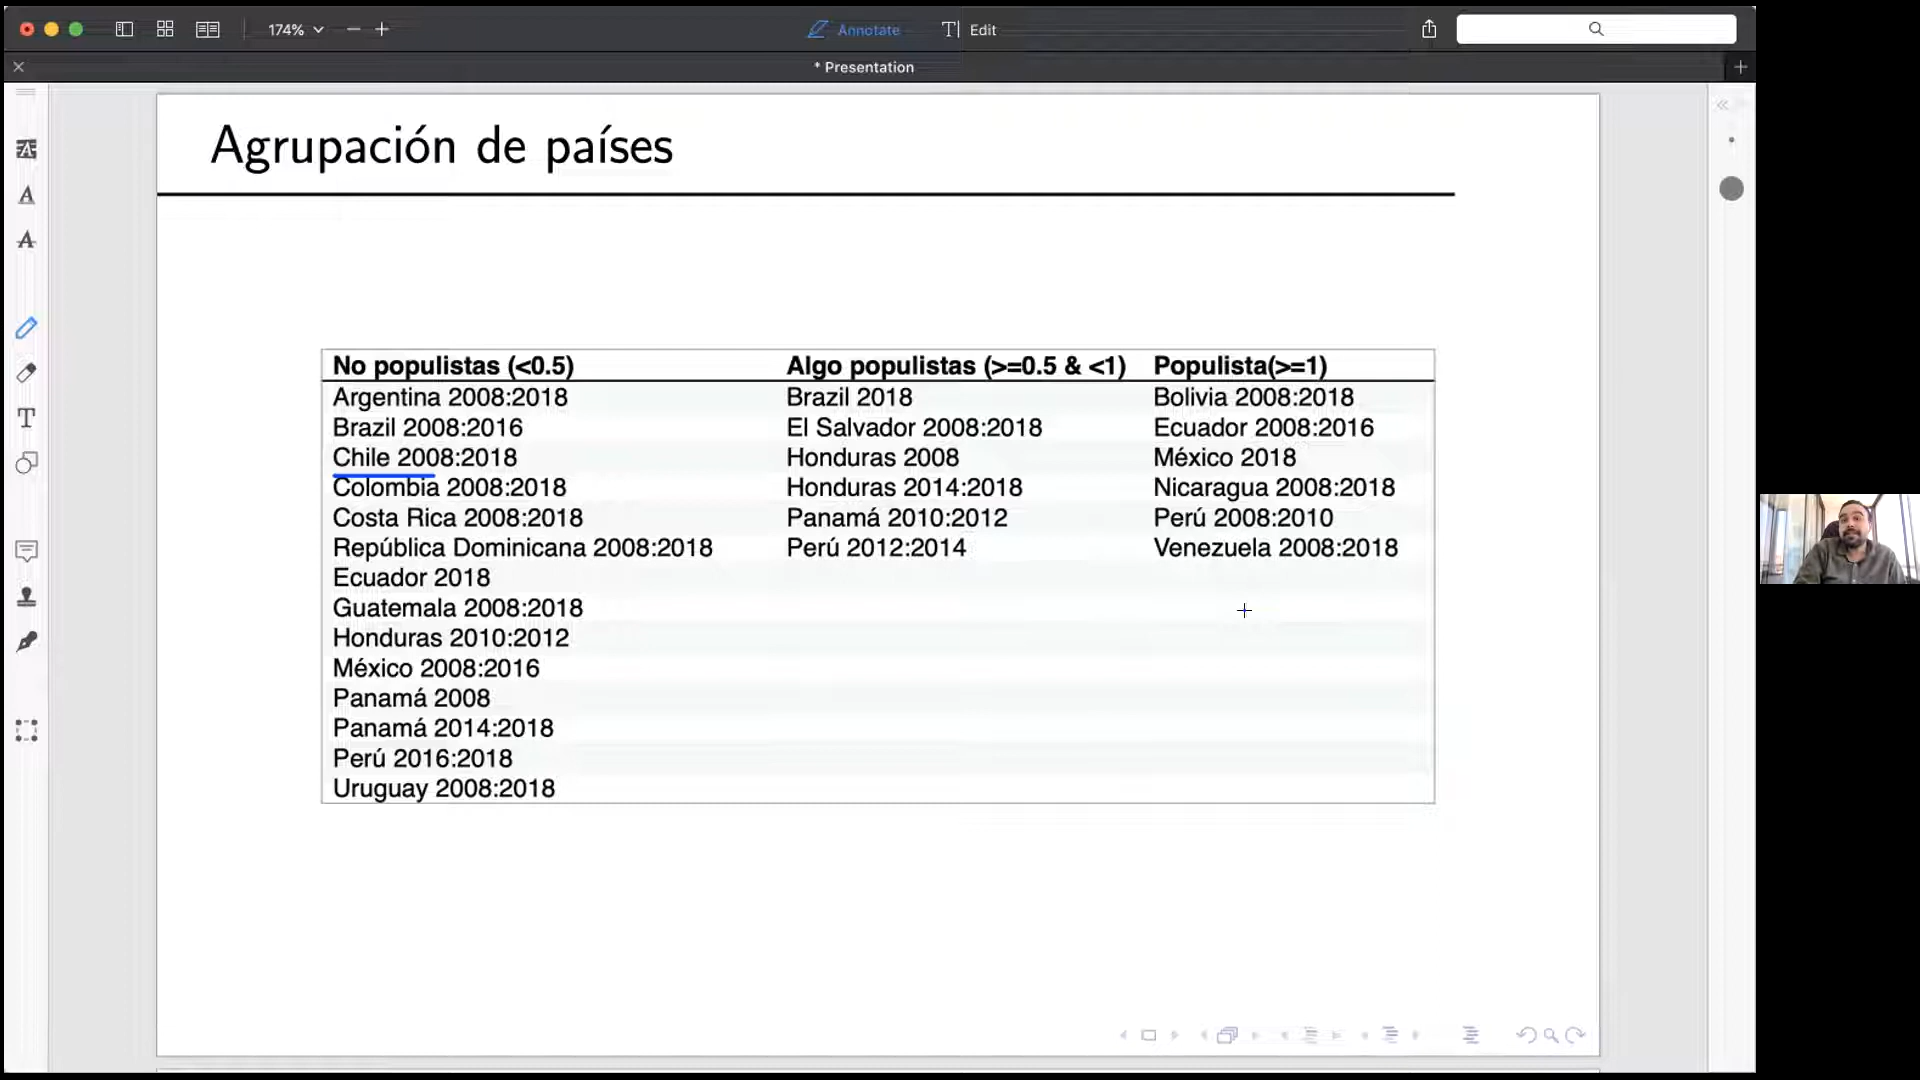 174%
Annotate
Edit
* Presentation
Agrupación de países
No populistas (<0.5) Algo populistas (>=0.5 & <1) Populista(>=1)
Argentina 2008:2018 Brazil 2018 Bolivia 2008:2018
Brazil 2008:2016 El Salvador 2008:2018 Ecuador 2008:2016
Chile 2008:2018 Honduras 2008 México 2018
Colombia 2008:2018 Honduras 2014:2018 Nicaragua 2008:2018
Costa Rica 2008:2018 Panamá 2010:2012 Perú 2008:2010
República Dominicana 2008:2018 Perú 2012:2014 Venezuela 2008:2018
Ecuador 2018
Guatemala 2008:2018
Honduras 2010:2012
México 2008:2016
Panamá 2008
Panamá 2014:2018
Perú 2016:2018
Uruguay 2008:2018